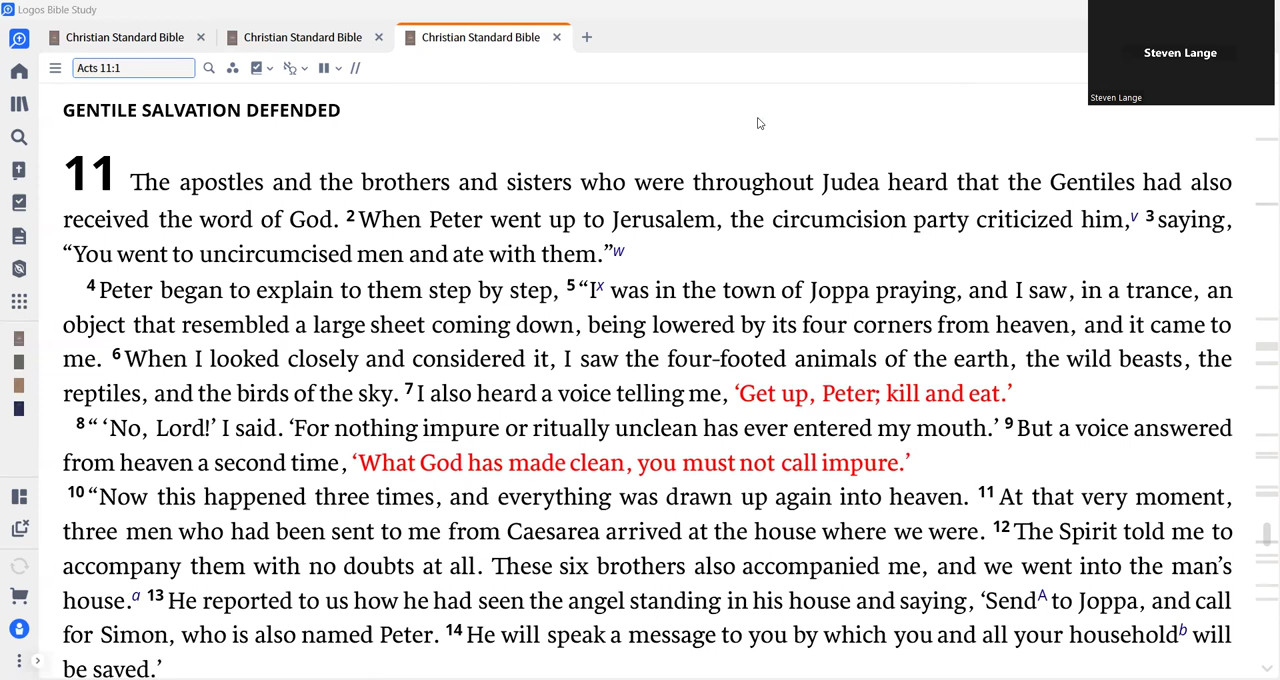 Logos Bible Study
Christian Standard Bible
Christian Standard Bible
Christian Standard Bible
Acts 11:1
Steven Lange
Steven Lange
GENTILE SALVATION DEFENDED
11 The apostles and the brothers and sisters who were throughout Judea heard that the Gentiles had also
received the word of God. 2 When Peter went up to Jerusalem, the circumcision party criticized him,v 3 saying,
“You went to uncircumcised men and ate with them.”w
4 Peter began to explain to them step by step, 5 “Ix was in the town of Joppa praying, and I saw, in a trance, an
object that resembled a large sheet coming down, being lowered by its four corners from heaven, and it came to
me. 6 When I looked closely and considered it, I saw the four-footed animals of the earth, the wild beasts, the
reptiles, and the birds of the sky. 7 I also heard a voice telling me, ‘Get up, Peter; kill and eat.’
8 “ ‘No, Lord!’ I said. ‘For nothing impure or ritually unclean has ever entered my mouth.’ 9 But a voice answered
from heaven a second time, ‘What God has made clean, you must not call impure.’
10 “Now this happened three times, and everything was drawn up again into heaven. 11 At that very moment,
three men who had been sent to me from Caesarea arrived at the house where we were. 12 The Spirit told me to
accompany them with no doubts at all. These six brothers also accompanied me, and we went into the man’s
house.a 13 He reported to us how he had seen the angel standing in his house and saying, ‘SendA to Joppa, and call
for Simon, who is also named Peter. 14 He will speak a message to you by which you and all your householdb will
be saved.’